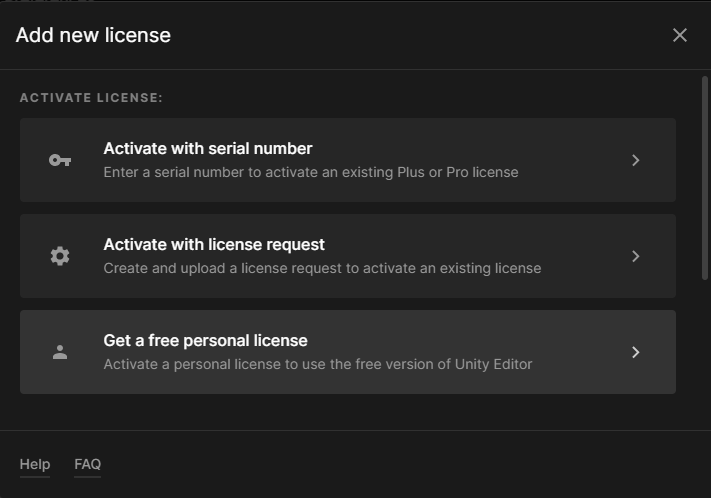 Add new license
ACTIVATE LICENSE:
Activate with serial number
Enter a serial number to activate an existing Plus or Pro license
Activate with license request
Create and upload a license request to activate an existing license
Get a free personal license
Activate a personal license to use the free version of Unity Editor
Help FAQ